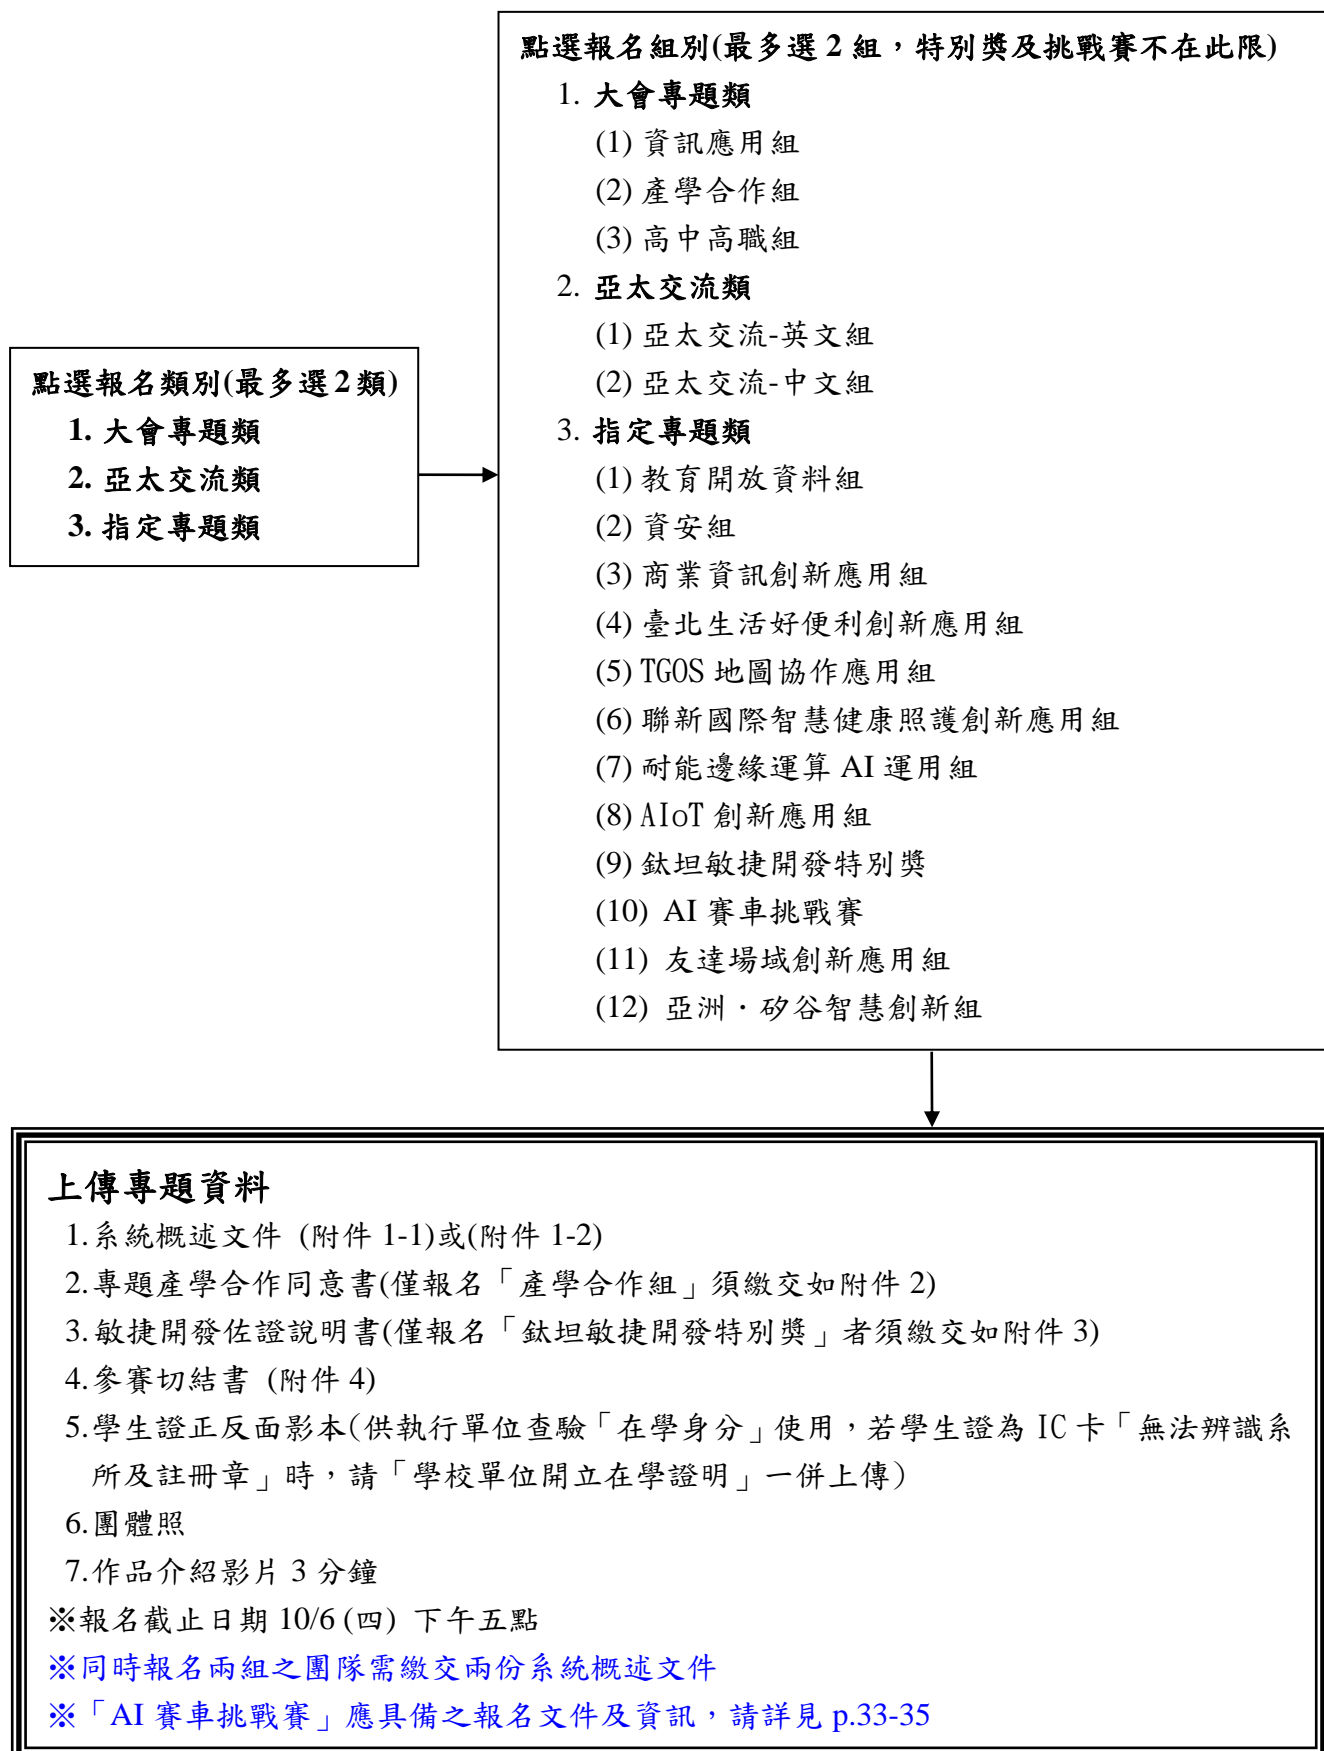 點選報名類別(最多選2類)
1. 大會專題類
2. 亞太交流類
3. 指定專題類
點選報名組別(最多選 2 組，特別獎及挑戰賽不在此限)
1. 大會專題類
(1) 資訊應用組
(2) 產學合作組
(3) 高中高職組
2. 亞太交流類
(1) 亞太交流-英文組
(2) 亞太交流-中文組
3. 指定專題類
(1) 教育開放資料組
(2) 資安組
(3) 商業資訊創新應用組
(4) 臺北生活好便利創新應用組
(5) TGOS 地圖協作應用組
(6) 聯新國際智慧健康照護創新應用組
(7) 耐能邊緣運算 AI 運用組
(8) AIoT 創新應用組
(9) 鈦坦敏捷開發特別獎
(10) AI 賽車挑戰賽
(11) 友達場域創新應用組
(12) 亞洲・矽谷智慧創新組
上傳專題資料
1.系統概述文件 (附件 1-1)或(附件 1-2)
2.專題產學合作同意書(僅報名「產學合作組」須繳交如附件 2)
3.敏捷開發佐證說明書(僅報名「鈦坦敏捷開發特別獎」者須繳交如附件 3)
4.參賽切結書 (附件 4)
5.學生證正反面影本(供執行單位查驗「在學身分」使用，若學生證為 IC 卡「無法辨識系
所及註冊章」時，請「學校單位開立在學證明」一併上傳)
6.團體照
7.作品介紹影片 3 分鐘
※報名截止日期 10/6 (四) 下午五點
※同時報名兩組之團隊需繳交兩份系統概述文件
※「AI 賽車挑戰賽」應具備之報名文件及資訊，請詳見 p.33-35